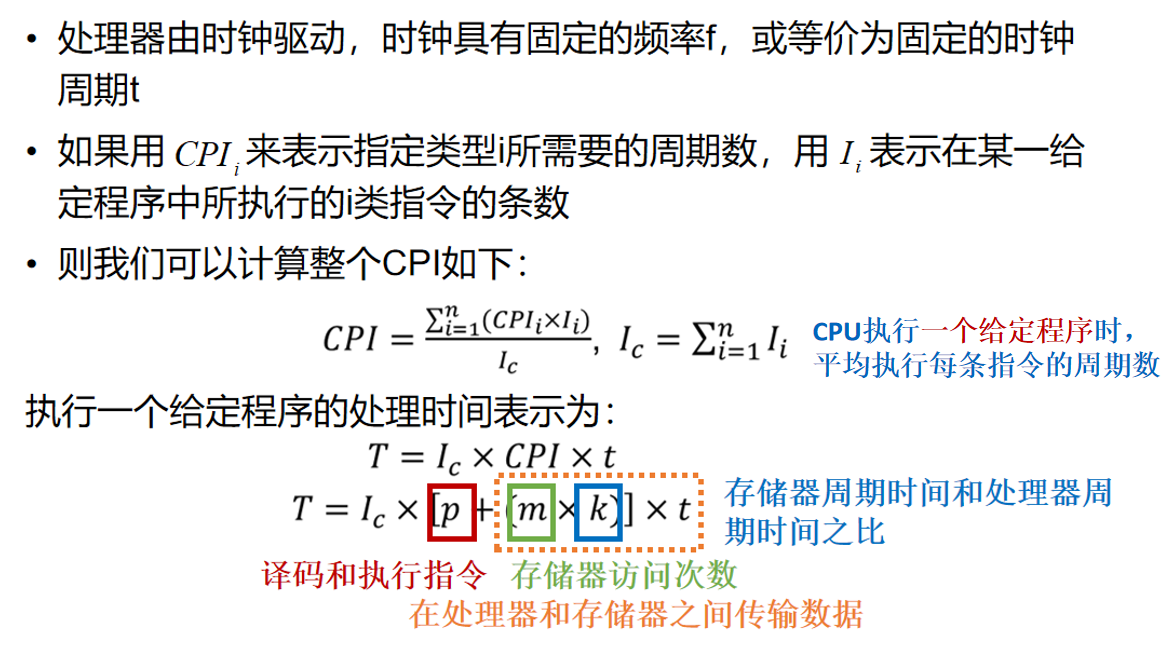 • 处理器由时钟驱动，时钟具有固定的频率f，或等价为固定的时钟
周期t
• 如果用 CPIᵢ 来表示指定类型i所需要的周期数，用 Iᵢ 表示在某一给
定程序中所执行的i类指令的条数
• 则我们可以计算整个CPI如下：
CPI = \frac{\sum_{i=1}^{n}(CPI_i×I_i)}{I_c}, I_c = \sum_{i=1}^{n} I_i
CPU执行一个给定程序时，
平均执行每条指令的周期数
执行一个给定程序的处理时间表示为：
T = I_c × CPI × t
T = I_c × [p + (m × k)] × t
存储器周期时间和处理器周
期时间之比
译码和执行指令 存储器访问次数
在处理器和存储器之间传输数据